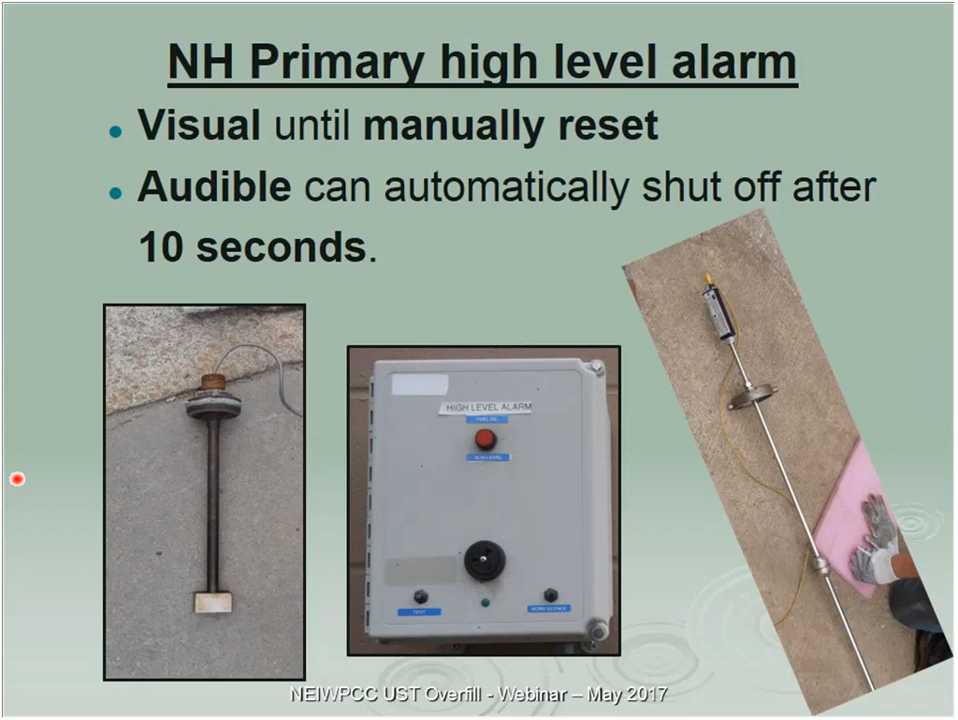 NH Primary high level alarm
Visual until manually reset
Audible can automatically shut off after
10 seconds.
HIGH LEVEL ALARM
FUEL OIL
HIGH LEVEL
TEST
HORN SILENCE
NEIWPCC UST Overfill - Webinar – May 2017